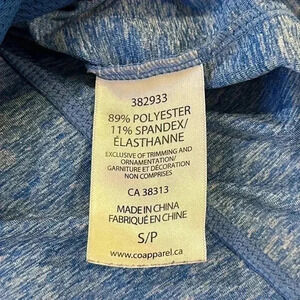 382933
89% POLYESTER
11% SPANDEX/
ÉLASTHANNE
EXCLUSIVE OF TRIMMING AND
ORNAMENTATION/
GARNITURE ET DÉCORATION
NON COMPRISES
CA 38313
MADE IN CHINA
FABRIQUÉ EN CHINE
S/P
www.coapparel.ca